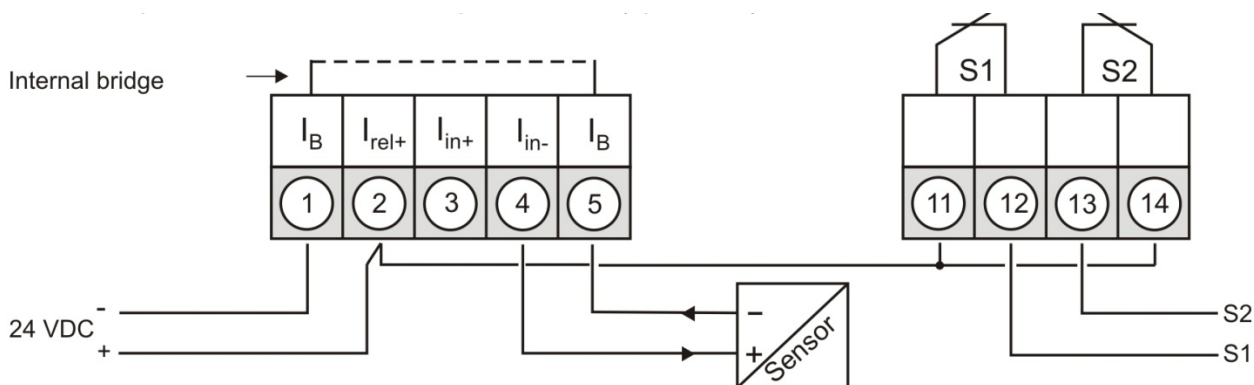 Internal bridge
S1 S2
I_B I_rel+ I_in+ I_in- I_B
1 2 3 4 5
11 12 13 14
24 VDC
-
+
-
+
Sensor
S2
S1